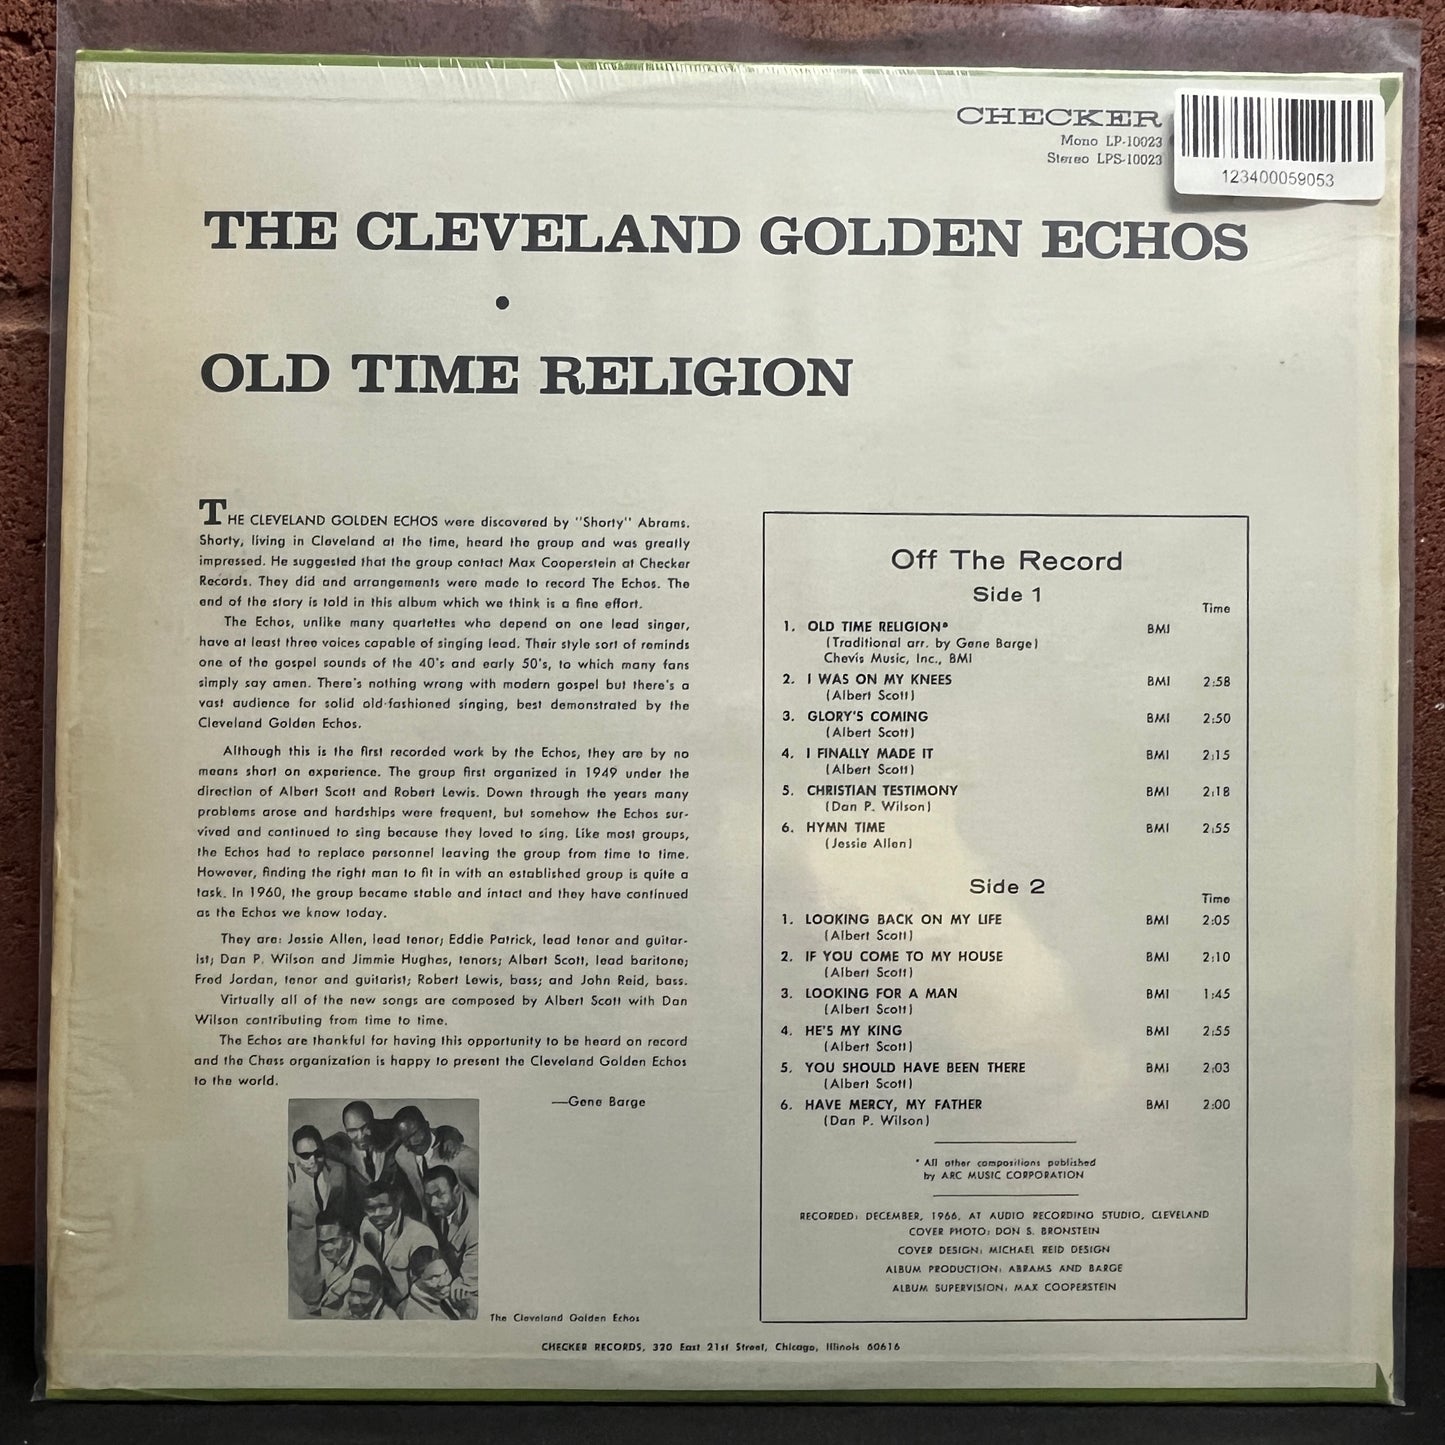 CHECKER
Mono LP-10023
Stereo LPS-10023
123400059053
THE CLEVELAND GOLDEN ECHOS
•
OLD TIME RELIGION
THE CLEVELAND GOLDEN ECHOS were discovered by "Shorty" Abrams.
Shorty, living in Cleveland at the time, heard the group and was greatly
impressed. He suggested that the group contact Max Cooperstein at Checker
Records. They did and arrangements were made to record The Echos. The
end of the story is told in this album which we think is a fine effort.
The Echos, unlike many quartettes who depend on one lead singer,
have at least three voices capable of singing lead. Their style sort of reminds
one of the gospel sounds of the 40's and early 50's, to which many fans
simply say amen. There's nothing wrong with modern gospel but there's a
vast audience for solid old-fashioned singing, best demonstrated by the
Cleveland Golden Echos.
Although this is the first recorded work by the Echos, they are by no
means short on experience. The group first organized in 1949 under the
direction of Albert Scott and Robert Lewis. Down through the years many
problems arose and hardships were frequent, but somehow the Echos sur-
vived and continued to sing because they loved to sing. Like most groups,
the Echos had to replace personnel leaving the group from time to time.
However, finding the right man to fit in with an established group is quite a
task. In 1960, the group became stable and intact and they have continued
as the Echos we know today.
They are: Jessie Allen, lead tenor; Eddie Patrick, lead tenor and guitar-
ist; Dan P. Wilson and Jimmie Hughes, tenors; Albert Scott, lead baritone;
Fred Jordan, tenor and guitarist; Robert Lewis, bass; and John Reid, bass.
Virtually all of the new songs are composed by Albert Scott with Dan
Wilson contributing from time to time.
The Echos are thankful for having this opportunity to be heard on record
and the Chess organization is happy to present the Cleveland Golden Echos
to the world.
—Gene Barge
The Cleveland Golden Echos
Off The Record
Side 1
Time
1. OLD TIME RELIGION* BMI
(Traditional arr. by Gene Barge)
Chevis Music, Inc., BMI
2. I WAS ON MY KNEES BMI 2:58
(Albert Scott)
3. GLORY'S COMING BMI 2:50
(Albert Scott)
4. I FINALLY MADE IT BMI 2:15
(Albert Scott)
5. CHRISTIAN TESTIMONY BMI 2:18
(Dan P. Wilson)
6. HYMN TIME BMI 2:55
(Jessie Allen)
Side 2
Time
1. LOOKING BACK ON MY LIFE BMI 2:05
(Albert Scott)
2. IF YOU COME TO MY HOUSE BMI 2:10
(Albert Scott)
3. LOOKING FOR A MAN BMI 1:45
(Albert Scott)
4. HE'S MY KING BMI 2:55
(Albert Scott)
5. YOU SHOULD HAVE BEEN THERE BMI 2:03
(Albert Scott)
6. HAVE MERCY, MY FATHER BMI 2:00
(Dan P. Wilson)
* All other compositions published
by ARC MUSIC CORPORATION
RECORDED: DECEMBER, 1966, AT AUDIO RECORDING STUDIO, CLEVELAND
COVER PHOTO: DON S. BRONSTEIN
COVER DESIGN: MICHAEL REID DESIGN
ALBUM PRODUCTION: ABRAMS AND BARGE
ALBUM SUPERVISION: MAX COOPERSTEIN
CHECKER RECORDS, 320 East 21st Street, Chicago, Illinois 60616